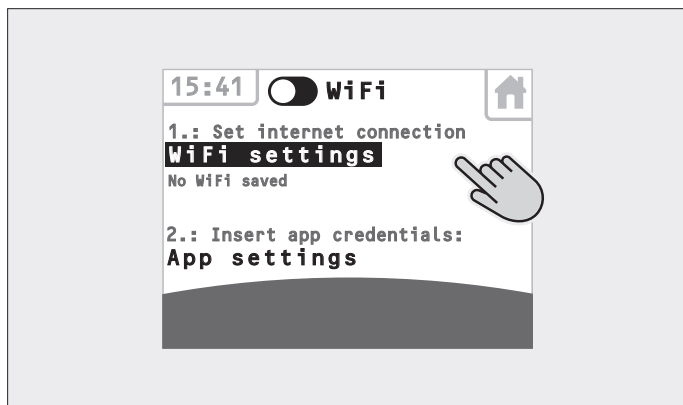 15:41 WiFi
1.: Set internet connection
WiFi settings
No WiFi saved
2.: Insert app credentials:
App settings